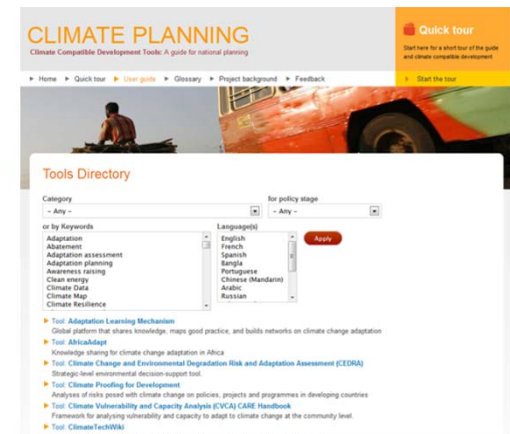 CLIMATE PLANNING
Climate Compatible Development Tools: A guide for national planning
Quick tour
Start here for a short tour of the guide
and climate compatible development
Home Quick tour User guide Glossary Project background Feedback
Start the tour
Tools Directory
Category
for policy stage
- Any -
- Any -
or by Keywords
Language(s)
Adaptation
Abatement
Adaptation assessment
Adaptation planning
Awareness raising
Clean energy
Climate Data
Climate Map
Climate Resilience
English
French
Spanish
Bangla
Portuguese
Chinese (Mandarin)
Arabic
Russian
Apply
Tool: Adaptation Learning Mechanism
Global platform that shares knowledge, maps good practice, and builds networks on climate change adaptation
Tool: AfricaAdapt
Knowledge sharing for climate change adaptation in Africa
Tool: Climate Change and Environmental Degradation Risk and Adaptation Assessment (CEDRA)
Strategic-level environmental decision-support tool.
Tool: Climate Proofing for Development
Analyses of risks posed with climate change on policies, projects and programmes in developing countries
Tool: Climate Vulnerability and Capacity Analysis (CVCA) CARE Handbook
Framework for analysing vulnerability and capacity to adapt to climate change at the community level.
Tool: ClimateTechWiki